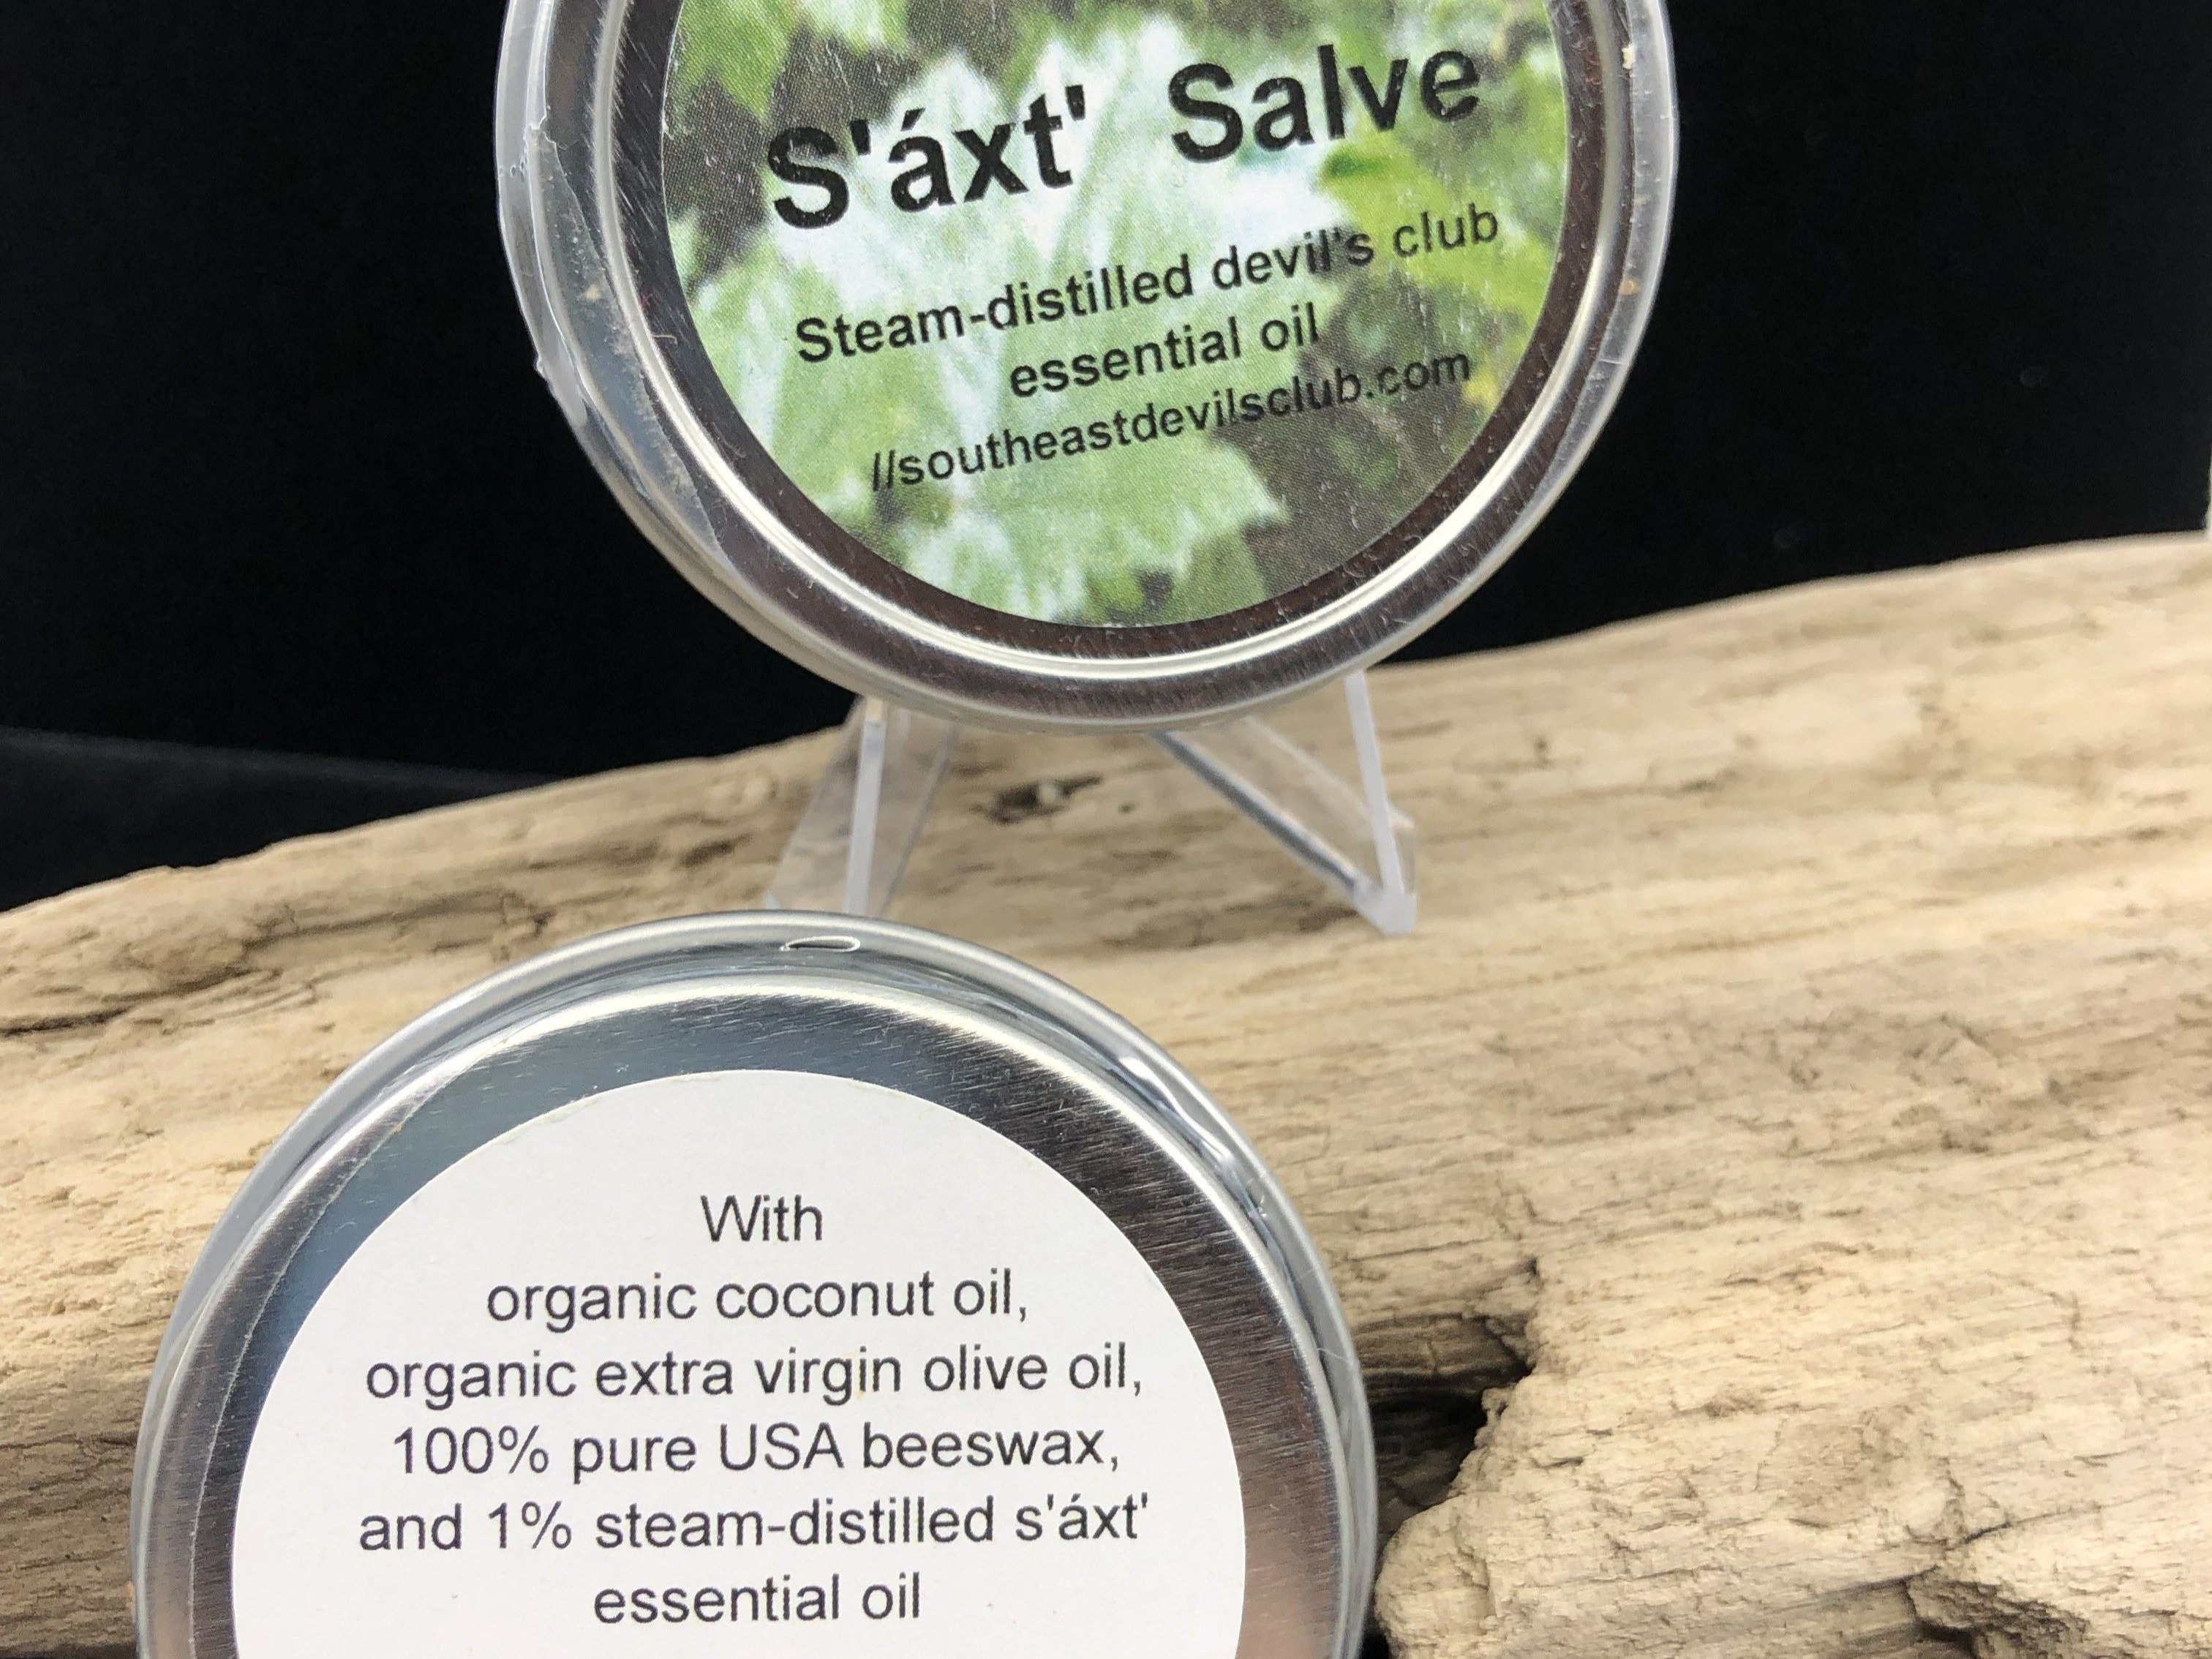 S'áxt' Salve
Steam-distilled devil's club
essential oil
//southeastdevilsclub.com
With
organic coconut oil,
organic extra virgin olive oil,
100% pure USA beeswax,
and 1% steam-distilled s'áxt'
essential oil